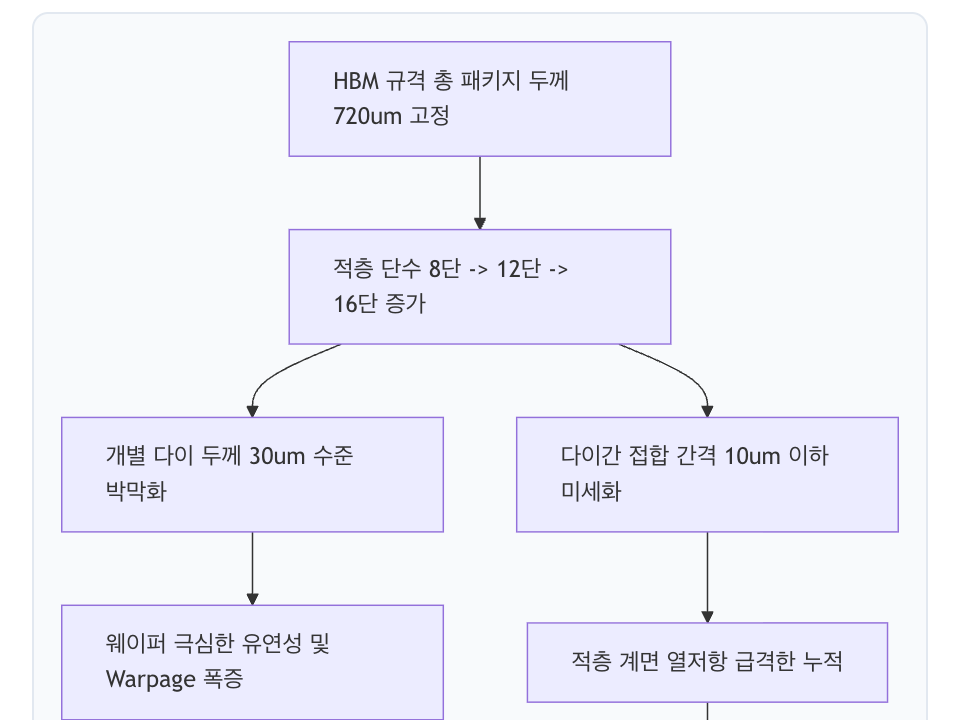 HBM 규격 총 패키지 두께
720um 고정
적층 단수 8단 -> 12단 ->
16단 증가
개별 다이 두께 30um 수준
박막화
다이간 접합 간격 10um 이하
미세화
웨이퍼 극심한 유연성 및
Warpage 폭증
적층 계면 열저항 급격한 누적